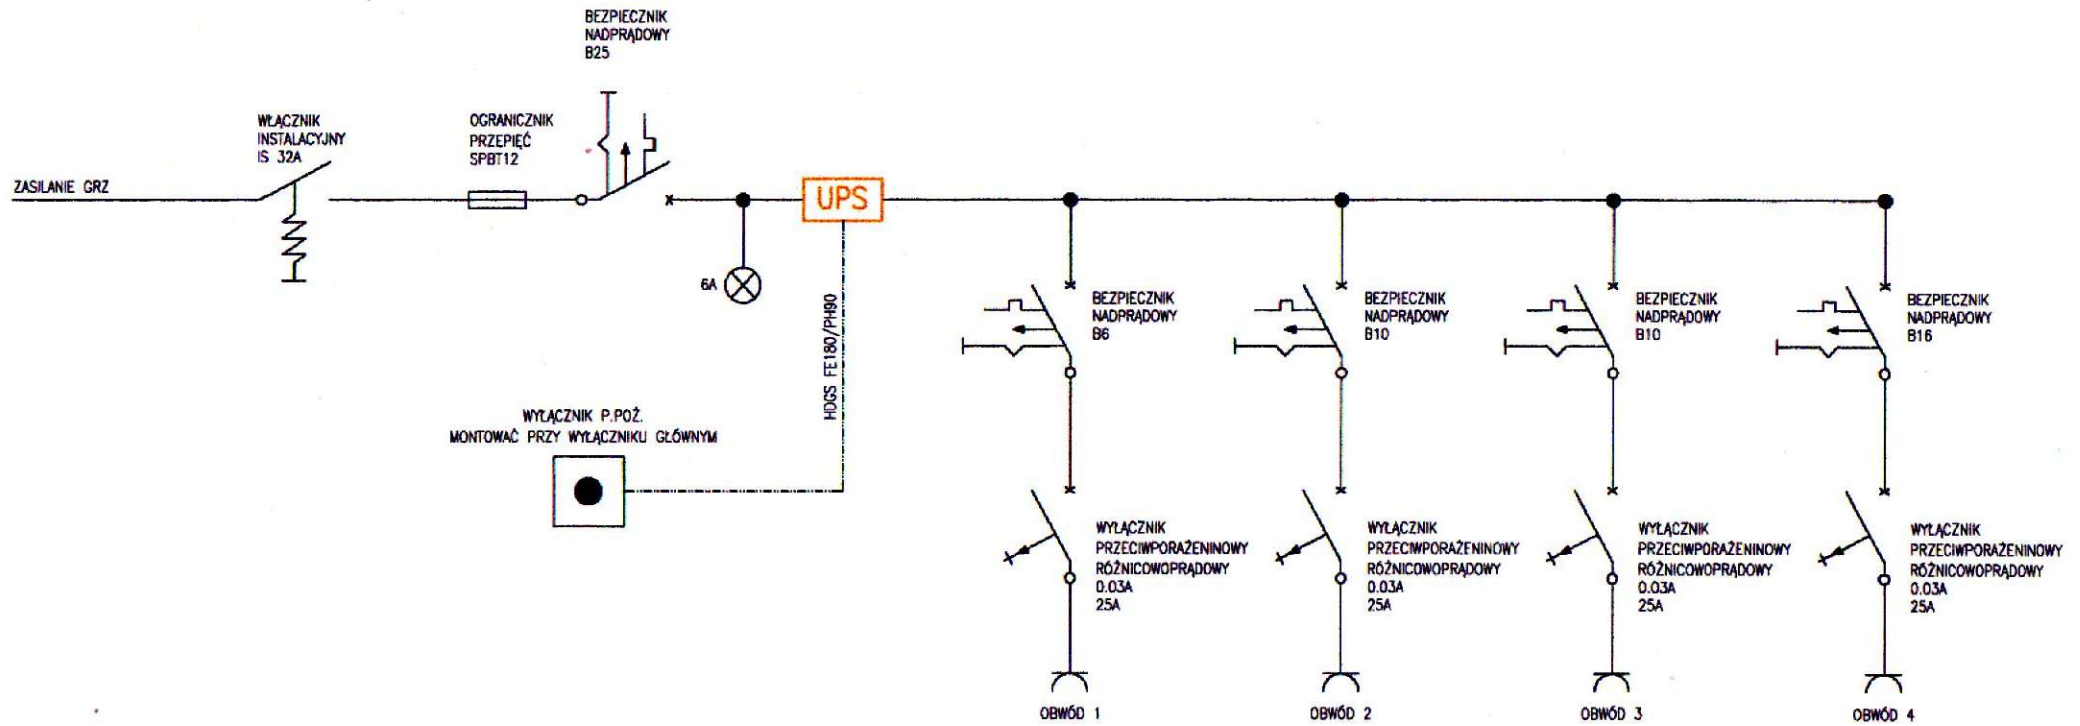 BEZPIECZNIK
NADPRĄDOWY
B25
WŁĄCZNIK
INSTALACYJNY
IS 32A
OGRANICZNIK
PRZEPIĘĆ
SPBT12
ZASILANIE GRZ
UPS
6A
HDGS FE180/PH90
WYŁĄCZNIK P.POŻ.
MONTOWAĆ PRZY WYŁĄCZNIKU GŁÓWNYM
BEZPIECZNIK
NADPRĄDOWY
B6
BEZPIECZNIK
NADPRĄDOWY
B10
BEZPIECZNIK
NADPRĄDOWY
B10
BEZPIECZNIK
NADPRĄDOWY
B16
WYŁĄCZNIK
PRZECIWPORAŻENINOWY
RÓŻNICOWOPRĄDOWY
0.03A
25A
WYŁĄCZNIK
PRZECIWPORAŻENINOWY
RÓŻNICOWOPRĄDOWY
0.03A
25A
WYŁĄCZNIK
PRZECIWPORAŻENINOWY
RÓŻNICOWOPRĄDOWY
0.03A
25A
WYŁĄCZNIK
PRZECIWPORAŻENINOWY
RÓŻNICOWOPRĄDOWY
0.03A
25A
OBWÓD 1
OBWÓD 2
OBWÓD 3
OBWÓD 4